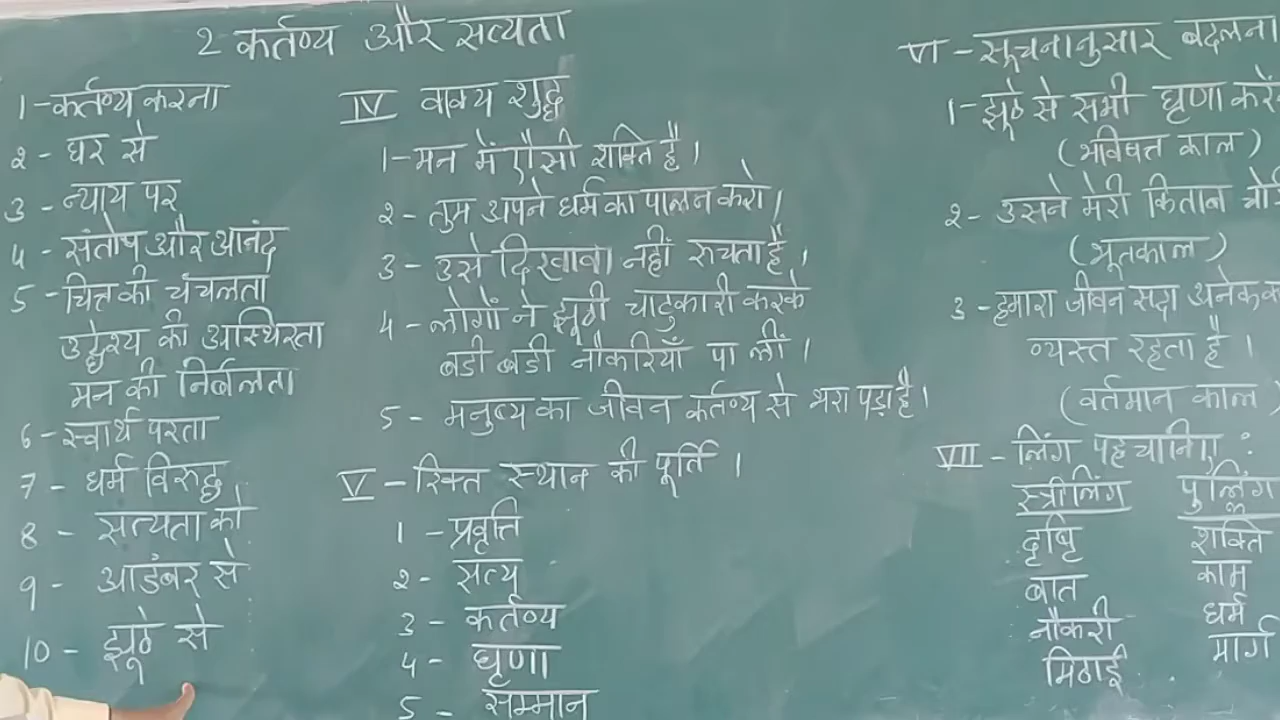 2 कर्तव्य और सत्यता
1 - कर्तव्य करना
2 - घर से
3 - न्याय पर
4 - संतोष और आनंद
5 - चित्त की चंचलता
उद्देश्य की अस्थिरता
मन की निर्बलता
6 - स्वार्थ परता
7 - धर्म विरुद्ध
8 - सत्यता को
9 - आडंबर से
10 - झूठे से
IV वाक्य शुद्ध
1 - मन में ऐसी शक्ति है।
2 - तुम अपने धर्म का पालन करो।
3 - उसे दिखावा नहीं रुचता है।
4 - लोगों ने झूठी चाटुकारी करके
बडी बडी नौकरियाँ पा लीं।
5 - मनुष्य का जीवन कर्तव्य से भरा पड़ा है।
V - रिक्त स्थान की पूर्ति।
1 - प्रवृत्ति
2 - सत्य
3 - कर्तव्य
4 - घृणा
5 - सम्मान
VI - सूचनानुसार बदलना
1 - झूठे से सभी घृणा करें
(भविषत काल)
2 - उसने मेरी किताब
(भूतकाल)
3 - हमारा जीवन सदा
व्यस्त रहता है।
(वर्तमान काल)
VII - लिंग पहचानिए :
स्त्रीलिंग पुल्लिंग
दृष्टि शक्ति
बात काम
नौकरी धर्म
मिठाई मार्ग